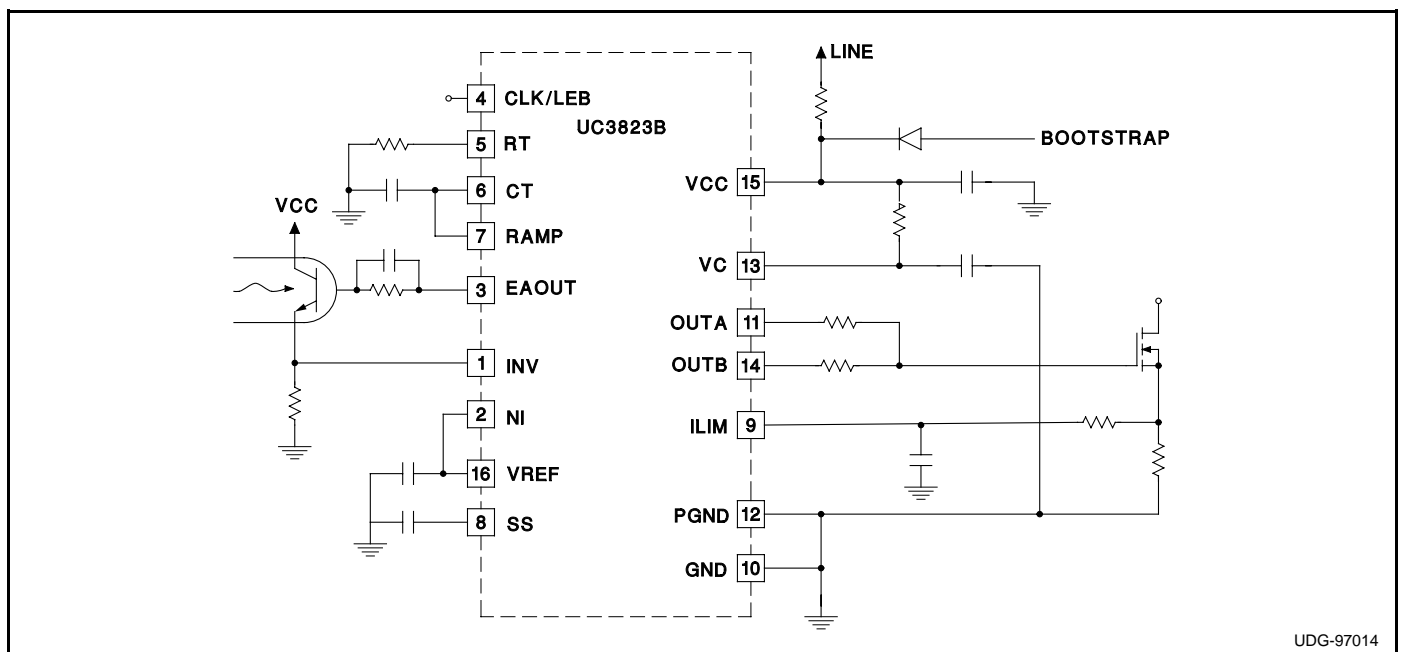 LINE
4 CLK/LEB
UC3823B
5 RT
BOOTSTRAP
VCC 15
6 CT
VCC
7 RAMP
VC 13
3 EAOUT
OUTA 11
1 INV
OUTB 14
2 NI
ILIM 9
16 VREF
8 SS
PGND 12
GND 10
UDG-97014